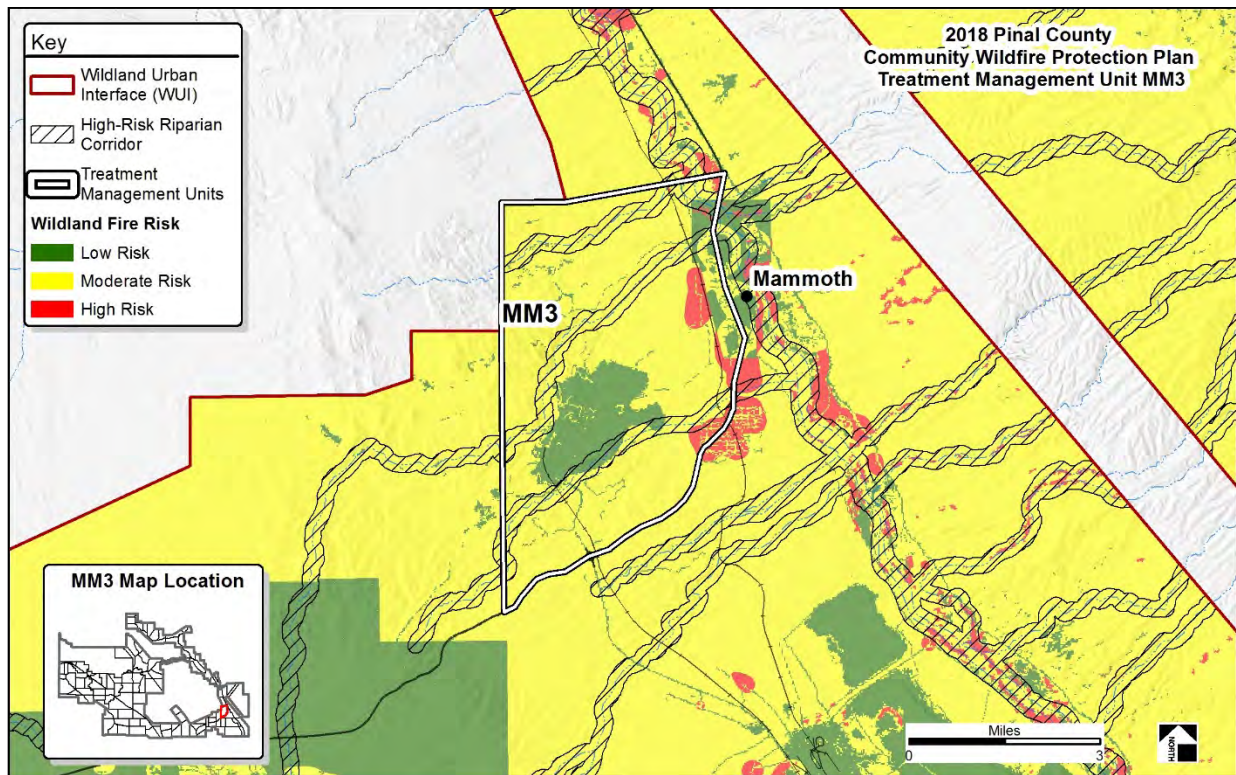 Key
Wildland Urban
Interface (WUI)
High-Risk Riparian
Corridor
Treatment
Management Units
Wildland Fire Risk
Low Risk
Moderate Risk
High Risk
2018 Pinal County
Community Wildfire Protection Plan
Treatment Management Unit MM3
Mammoth
MM3
MM3 Map Location
Miles
0
3
NORTH